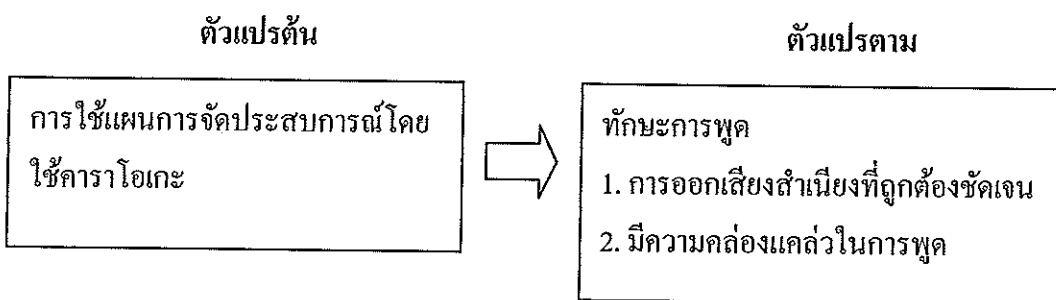 ตัวแปรต้น
การใช้แผนการจัดประสบการณ์โดย
ใช้คาราโอเกะ
ตัวแปรตาม
ทักษะการพูด
1. การออกเสียงสำเนียงที่ถูกต้องชัดเจน
2. มีความคล่องแคล่วในการพูด